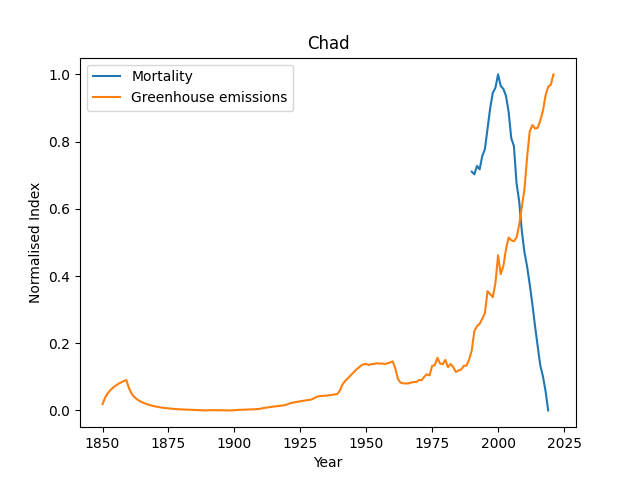 Chad
Mortality
Greenhouse emissions
Normalised Index
1.0
0.8
0.6
0.4
0.2
0.0
1850 1875 1900 1925 1950 1975 2000 2025
Year